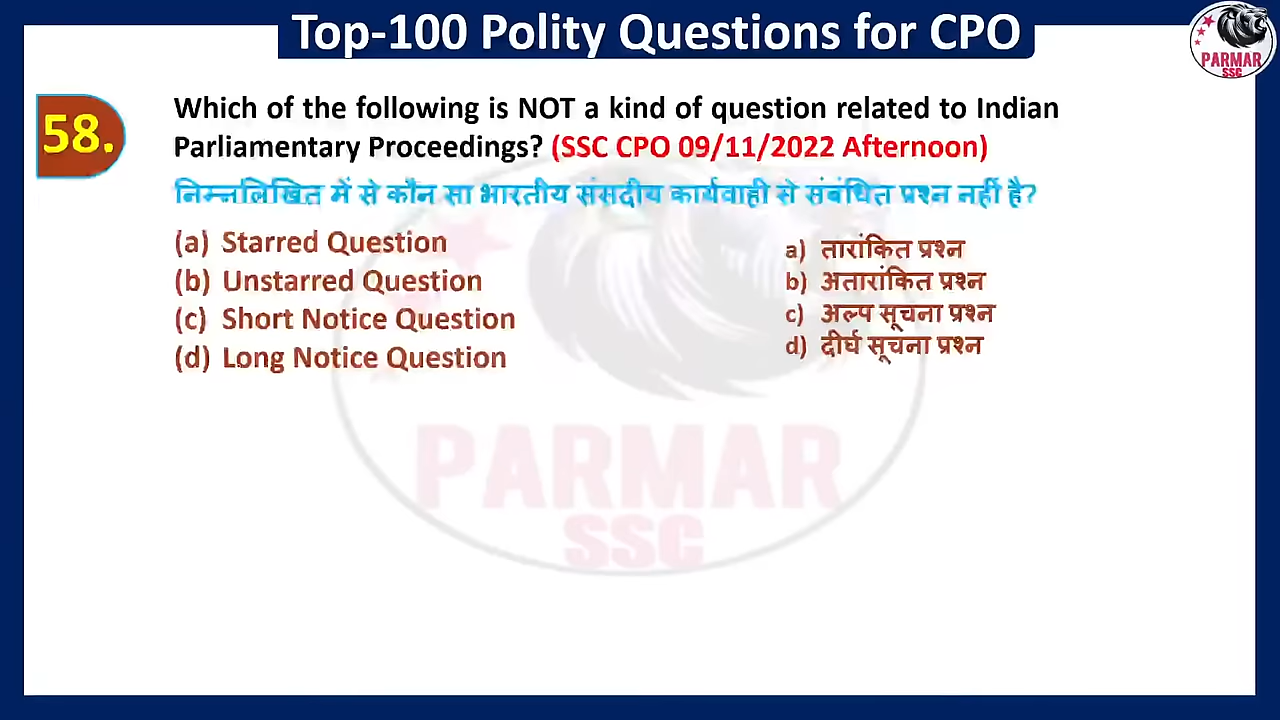 Top-100 Polity Questions for CPO
PARMAR
SSC
58.
Which of the following is NOT a kind of question related to Indian
Parliamentary Proceedings? (SSC CPO 09/11/2022 Afternoon)
निम्नलिखित में से कौन सा भारतीय संसदीय कार्यवाही से संबंधित प्रश्न नहीं है?
(a) Starred Question
(b) Unstarred Question
(c) Short Notice Question
(d) Long Notice Question
a) तारांकित प्रश्न
b) अतारांकित प्रश्न
c) अल्प सूचना प्रश्न
d) दीर्घ सूचना प्रश्न
PARMAR
SSC